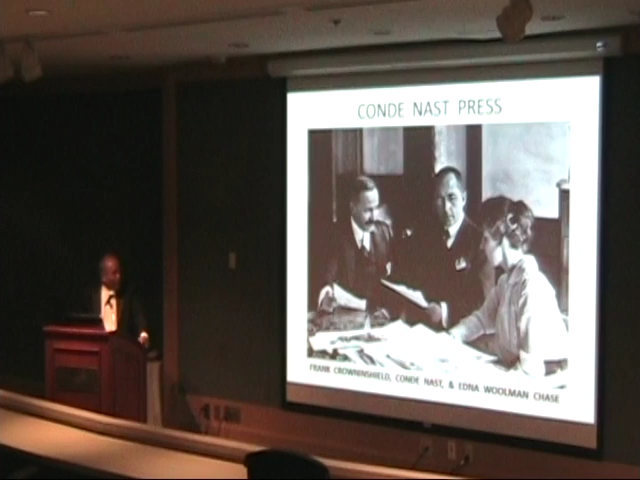 CONDE NAST PRESS
FRANK CROWNINSHIELD, CONDE NAST, & EDNA WOOLMAN CHASE